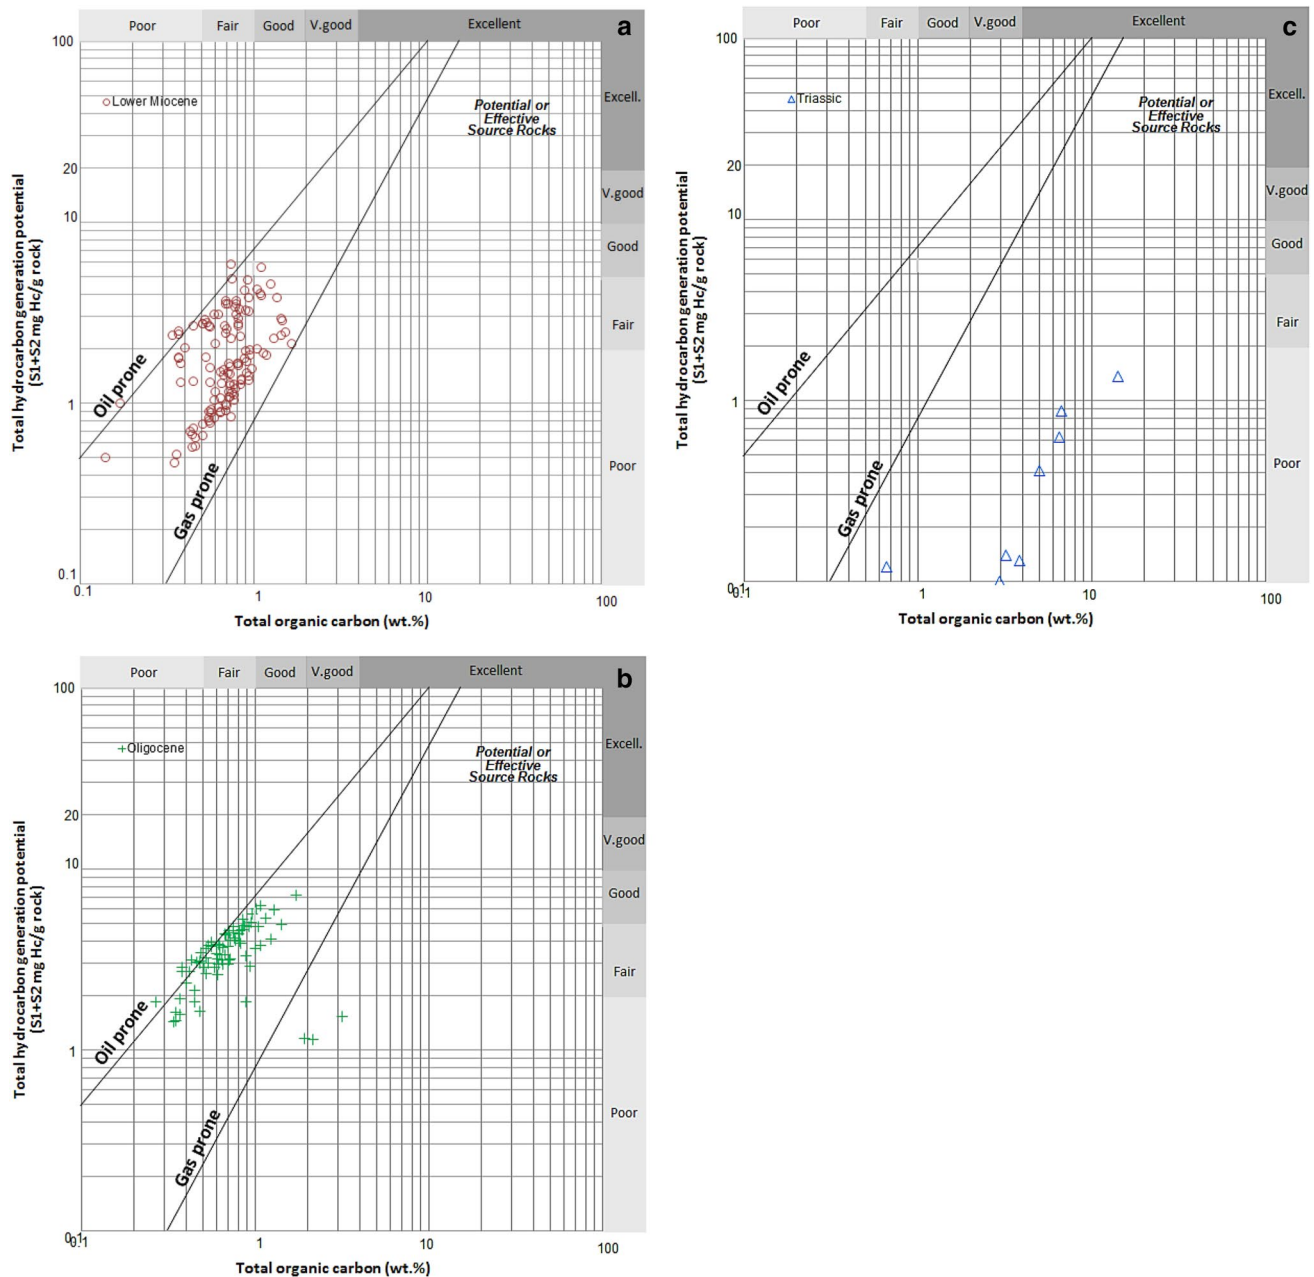 Poor Fair Good V.good Excellent a
100
Lower Miocene
Potential or
Effective
Source Rocks
Excell.
20
V.good
10
Good
Fair
Oil prone
1
Poor
Gas prone
0.1
0.1 1 10 100
Total organic carbon (wt.%)
Total hydrocarbon generation potential
(S1+S2 mg Hc/g rock)
Poor Fair Good V.good Excellent c
100
Triassic
Potential or
Effective
Source Rocks
Excell.
20
V.good
10
Good
Fair
Oil prone
1
Poor
Gas prone
0.1
0.1 1 10 100
Total organic carbon (wt.%)
Total hydrocarbon generation potential
(S1+S2 mg Hc/g rock)
Poor Fair Good V.good Excellent b
100
Oligocene
Potential or
Effective
Source Rocks
Excell.
20
V.good
10
Good
Fair
Oil prone
1
Poor
Gas prone
0.1
0.1 1 10 100
Total organic carbon (wt.%)
Total hydrocarbon generation potential
(S1+S2 mg Hc/g rock)